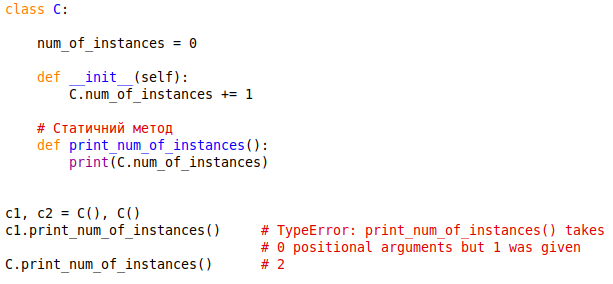 class C:
    num_of_instances = 0
    def __init__(self):
        C.num_of_instances += 1
    # Статичний метод
    def print_num_of_instances():
        print(C.num_of_instances)
c1, c2 = C(), C()
c1.print_num_of_instances()     # TypeError: print_num_of_instances() takes
                                # 0 positional arguments but 1 was given
C.print_num_of_instances()      # 2